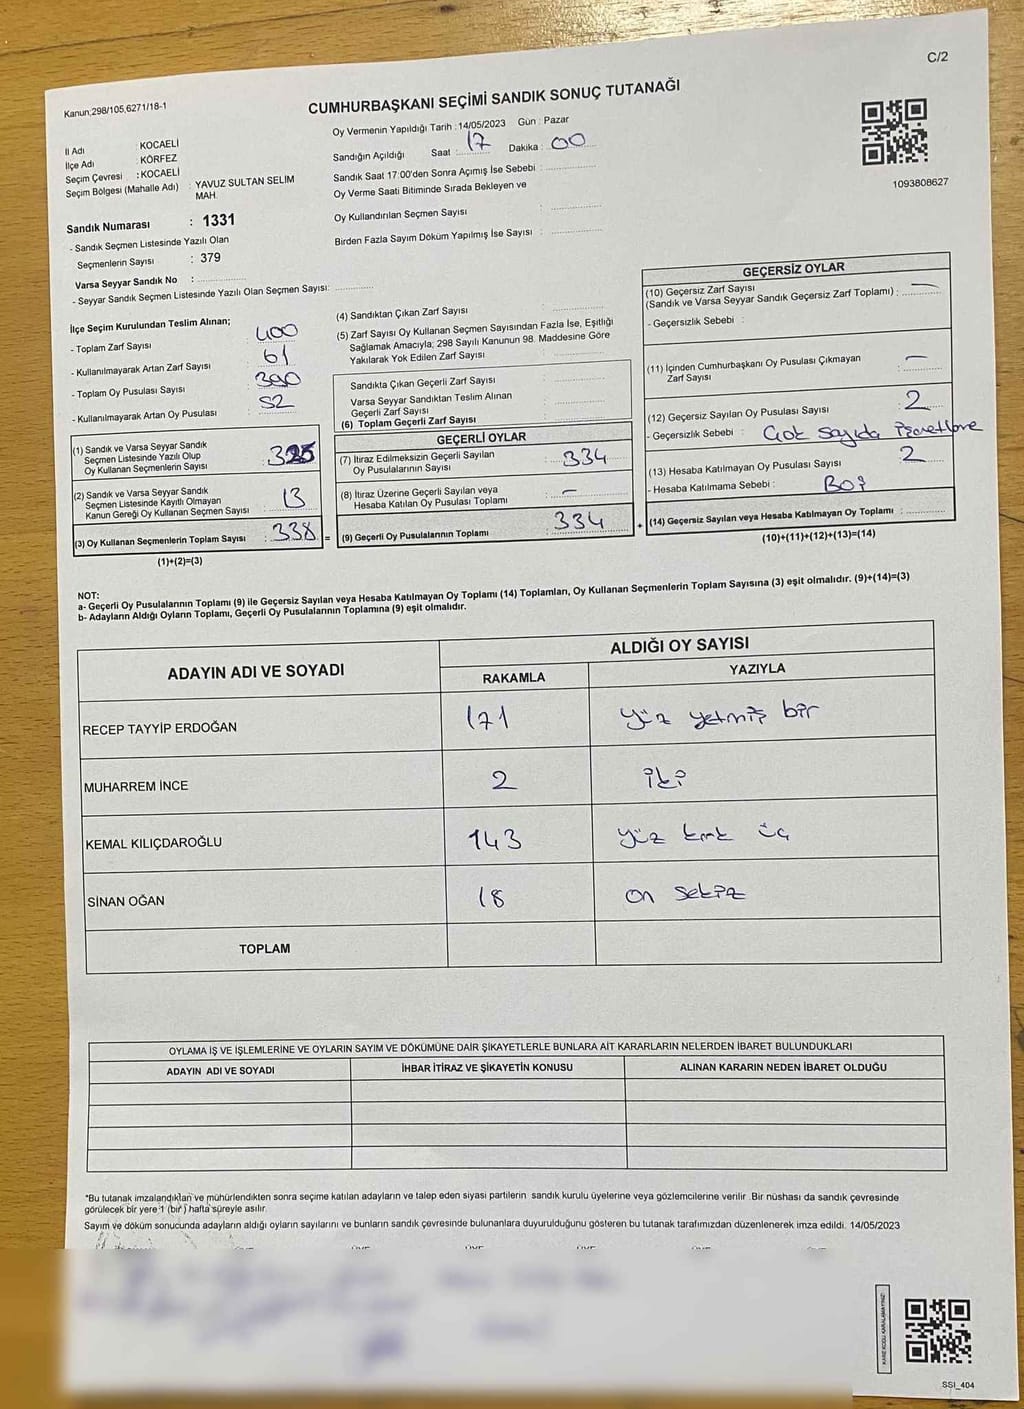 C/2
Kanun;298/105,6271/18-1
CUMHURBAŞKANI SEÇİMİ SANDIK SONUÇ TUTANAĞI
1093808627
İl Adı : KOCAELİ
İlçe Adı : KÖRFEZ
Seçim Çevresi : KOCAELİ
Seçim Bölgesi (Mahalle Adı) : YAVUZ SULTAN SELİM
MAH.
Sandık Numarası : 1331
- Sandık Seçmen Listesinde Yazılı Olan
Seçmenlerin Sayısı : 379
Varsa Seyyar Sandık No :
- Seyyar Sandık Seçmen Listesinde Yazılı Olan Seçmen Sayısı:
Oy Vermenin Yapıldığı Tarih : 14/05/2023 Gün : Pazar
Sandığın Açıldığı Saat : 17 Dakika : 00
Sandık Saat 17:00'den Sonra Açımış İse Sebebi :
Oy Verme Saati Bitiminde Sırada Bekleyen ve
Oy Kullandırılan Seçmen Sayısı :
Birden Fazla Sayım Döküm Yapılmış İse Sayısı :
İlçe Seçim Kurulundan Teslim Alınan;
- Toplam Zarf Sayısı : 400
- Kullanılmayarak Artan Zarf Sayısı : 61
- Toplam Oy Pusulası Sayısı : 390
- Kullanılmayarak Artan Oy Pusulası : 52
(1) Sandık ve Varsa Seyyar Sandık
Seçmen Listesinde Yazılı Olup
Oy Kullanan Seçmenlerin Sayısı : 325
(2) Sandık ve Varsa Seyyar Sandık
Seçmen Listesinde Kayıtlı Olmayan
Kanun Gereği Oy Kullanan Seçmen Sayısı : 13
(3) Oy Kullanan Seçmenlerin Toplam Sayısı : 338 =
(1)+(2)=(3)
(4) Sandıktan Çıkan Zarf Sayısı :
(5) Zarf Sayısı Oy Kullanan Seçmen Sayısından Fazla İse, Eşitliği
Sağlamak Amacıyla; 298 Sayılı Kanunun 98. Maddesine Göre
Yakılarak Yok Edilen Zarf Sayısı :
Sandıkta Çıkan Geçerli Zarf Sayısı :
Varsa Seyyar Sandıktan Teslim Alınan
Geçerli Zarf Sayısı :
(6) Toplam Geçerli Zarf Sayısı :
GEÇERLİ OYLAR
(7) İtiraz Edilmeksizin Geçerli Sayılan
Oy Pusulalarının Sayısı : 334
(8) İtiraz Üzerine Geçerli Sayılan veya
Hesaba Katılan Oy Pusulası Toplamı : –
(9) Geçerli Oy Pusulalarının Toplamı : 334 +
GEÇERSİZ OYLAR
(10) Geçersiz Zarf Sayısı
(Sandık ve Varsa Seyyar Sandık Geçersiz Zarf Toplamı) : –
- Geçersizlik Sebebi :
(11) İçinden Cumhurbaşkanı Oy Pusulası Çıkmayan
Zarf Sayısı : –
(12) Geçersiz Sayılan Oy Pusulası Sayısı : 2
- Geçersizlik Sebebi : Çok sayıda işaretleme
(13) Hesaba Katılmayan Oy Pusulası Sayısı : 2
- Hesaba Katılmama Sebebi : Boş
(14) Geçersiz Sayılan veya Hesaba Katılmayan Oy Toplamı :
(10)+(11)+(12)+(13)=(14)
NOT:
a- Geçerli Oy Pusulalarının Toplamı (9) ile Geçersiz Sayılan veya Hesaba Katılmayan Oy Toplamı (14) Toplamları, Oy Kullanan Seçmenlerin Toplam Sayısına (3) eşit olmalıdır. (9)+(14)=(3)
b- Adayların Aldığı Oyların Toplamı, Geçerli Oy Pusulalarının Toplamına (9) eşit olmalıdır.
ADAYIN ADI VE SOYADI ALDIĞI OY SAYISI
RAKAMLA YAZIYLA
RECEP TAYYİP ERDOĞAN 171 yüz yetmiş bir
MUHARREM İNCE 2 iki
KEMAL KILIÇDAROĞLU 143 yüz kırk üç
SİNAN OĞAN 18 on sekiz
TOPLAM
OYLAMA İŞ VE İŞLEMLERİNE VE OYLARIN SAYIM VE DÖKÜMÜNE DAİR ŞİKAYETLERLE BUNLARA AİT KARARLARIN NELERDEN İBARET BULUNDUKLARI
ADAYIN ADI VE SOYADI İHBAR İTİRAZ VE ŞİKAYETİN KONUSU ALINAN KARARIN NEDEN İBARET OLDUĞU
*Bu tutanak imzalandıktan ve mühürlendikten sonra seçime katılan adayların ve talep eden siyasi partilerin sandık kurulu üyelerine veya gözlemcilerine verilir. Bir nüshası da sandık çevresinde
görülecek bir yere 1 (bir) hafta süreyle asılır.
Sayım ve döküm sonucunda adayların aldığı oyların sayılarını ve bunların sandık çevresinde bulunanlara duyurulduğunu gösteren bu tutanak tarafımızdan düzenlenerek imza edildi. 14/05/2023
KARE KODU KARALAMAYINIZ!
SSI_404